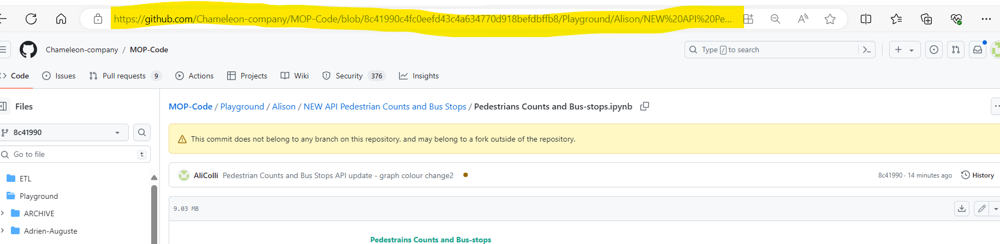 https://github.com/Chameleon-company/MOP-Code/blob/8c41990c4fc0eefd43c4a634770d918befdbffb8/Playground/Alison/NEW%20API%20Pe...
Chameleon-company / MOP-Code
Type / to search
Code Issues Pull requests 9 Actions Projects Wiki Security 376 Insights
Files
MOP-Code / Playground / Alison / NEW API Pedestrian Counts and Bus Stops / Pedestrians Counts and Bus-stops.ipynb
8c41990
This commit does not belong to any branch on this repository, and may belong to a fork outside of the repository.
Go to file t
AliColli Pedestrian Counts and Bus Stops API update - graph colour change2
8c41990 · 14 minutes ago History
ETL
Playground
ARCHIVE
Adrien-Auguste
9.03 MB
Pedestrains Counts and Bus-stops